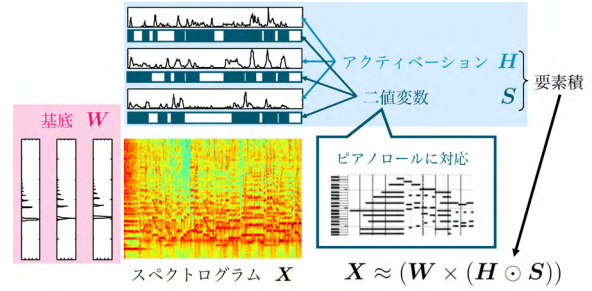 アクティベーション H
二値変数 S
要素積
基底 W
ピアノロールに対応
スペクトログラム X
X ≈ (W × (H ⊙ S))